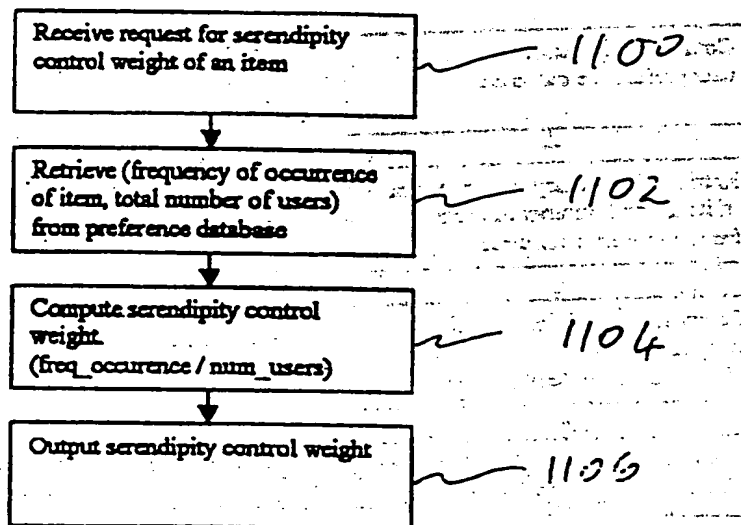 Receive request for serendipity
control weight of an item
1100
Retrieve (frequency of occurrence
of item, total number of users)
from preference database
1102
Compute serendipity control
weight.
(freq_occurence / num_users)
1104
Output serendipity control weight
1106